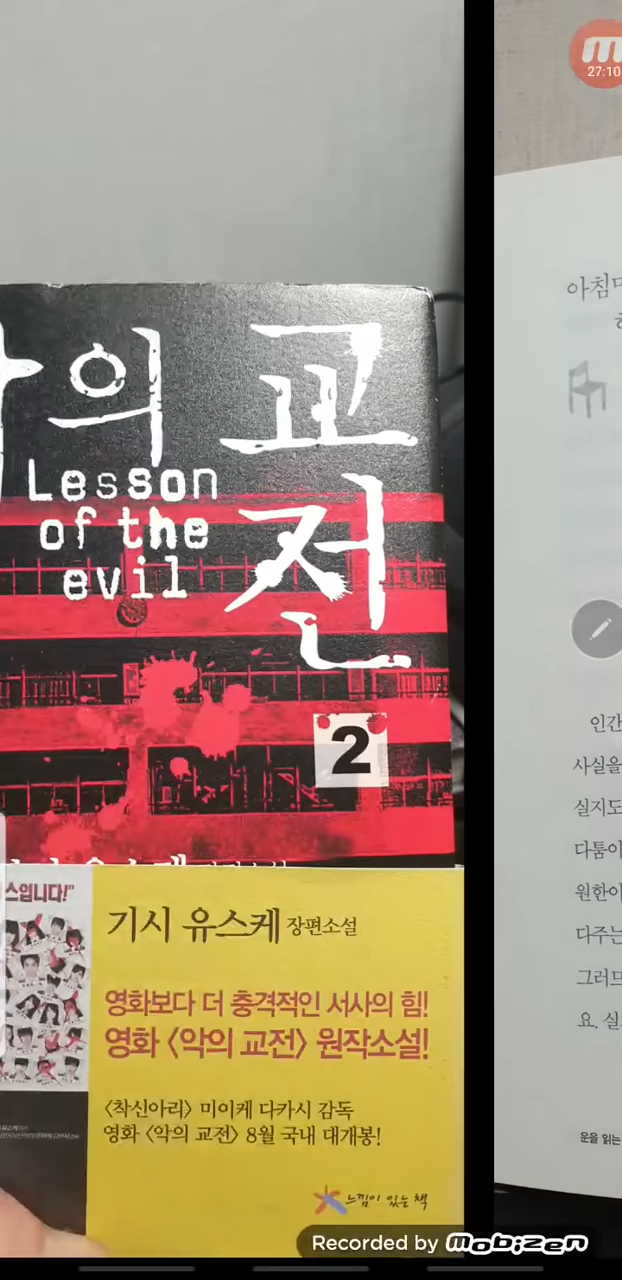 의 교
전
Lesson
of the
evil
2
스입니다!"
기시 유스케 장편소설
영화보다 더 충격적인 서사의 힘!
영화 〈악의 교전〉 원작소설!
〈착신아리〉 미이케 다카시 감독
영화 〈악의 교전〉 8월 국내 대개봉!
느낌이 있는 책
27:10
인간
사실을
실지도
다툼이
원한이
다주는
그러므
요. 실
운을 읽는
Recorded by mobizen